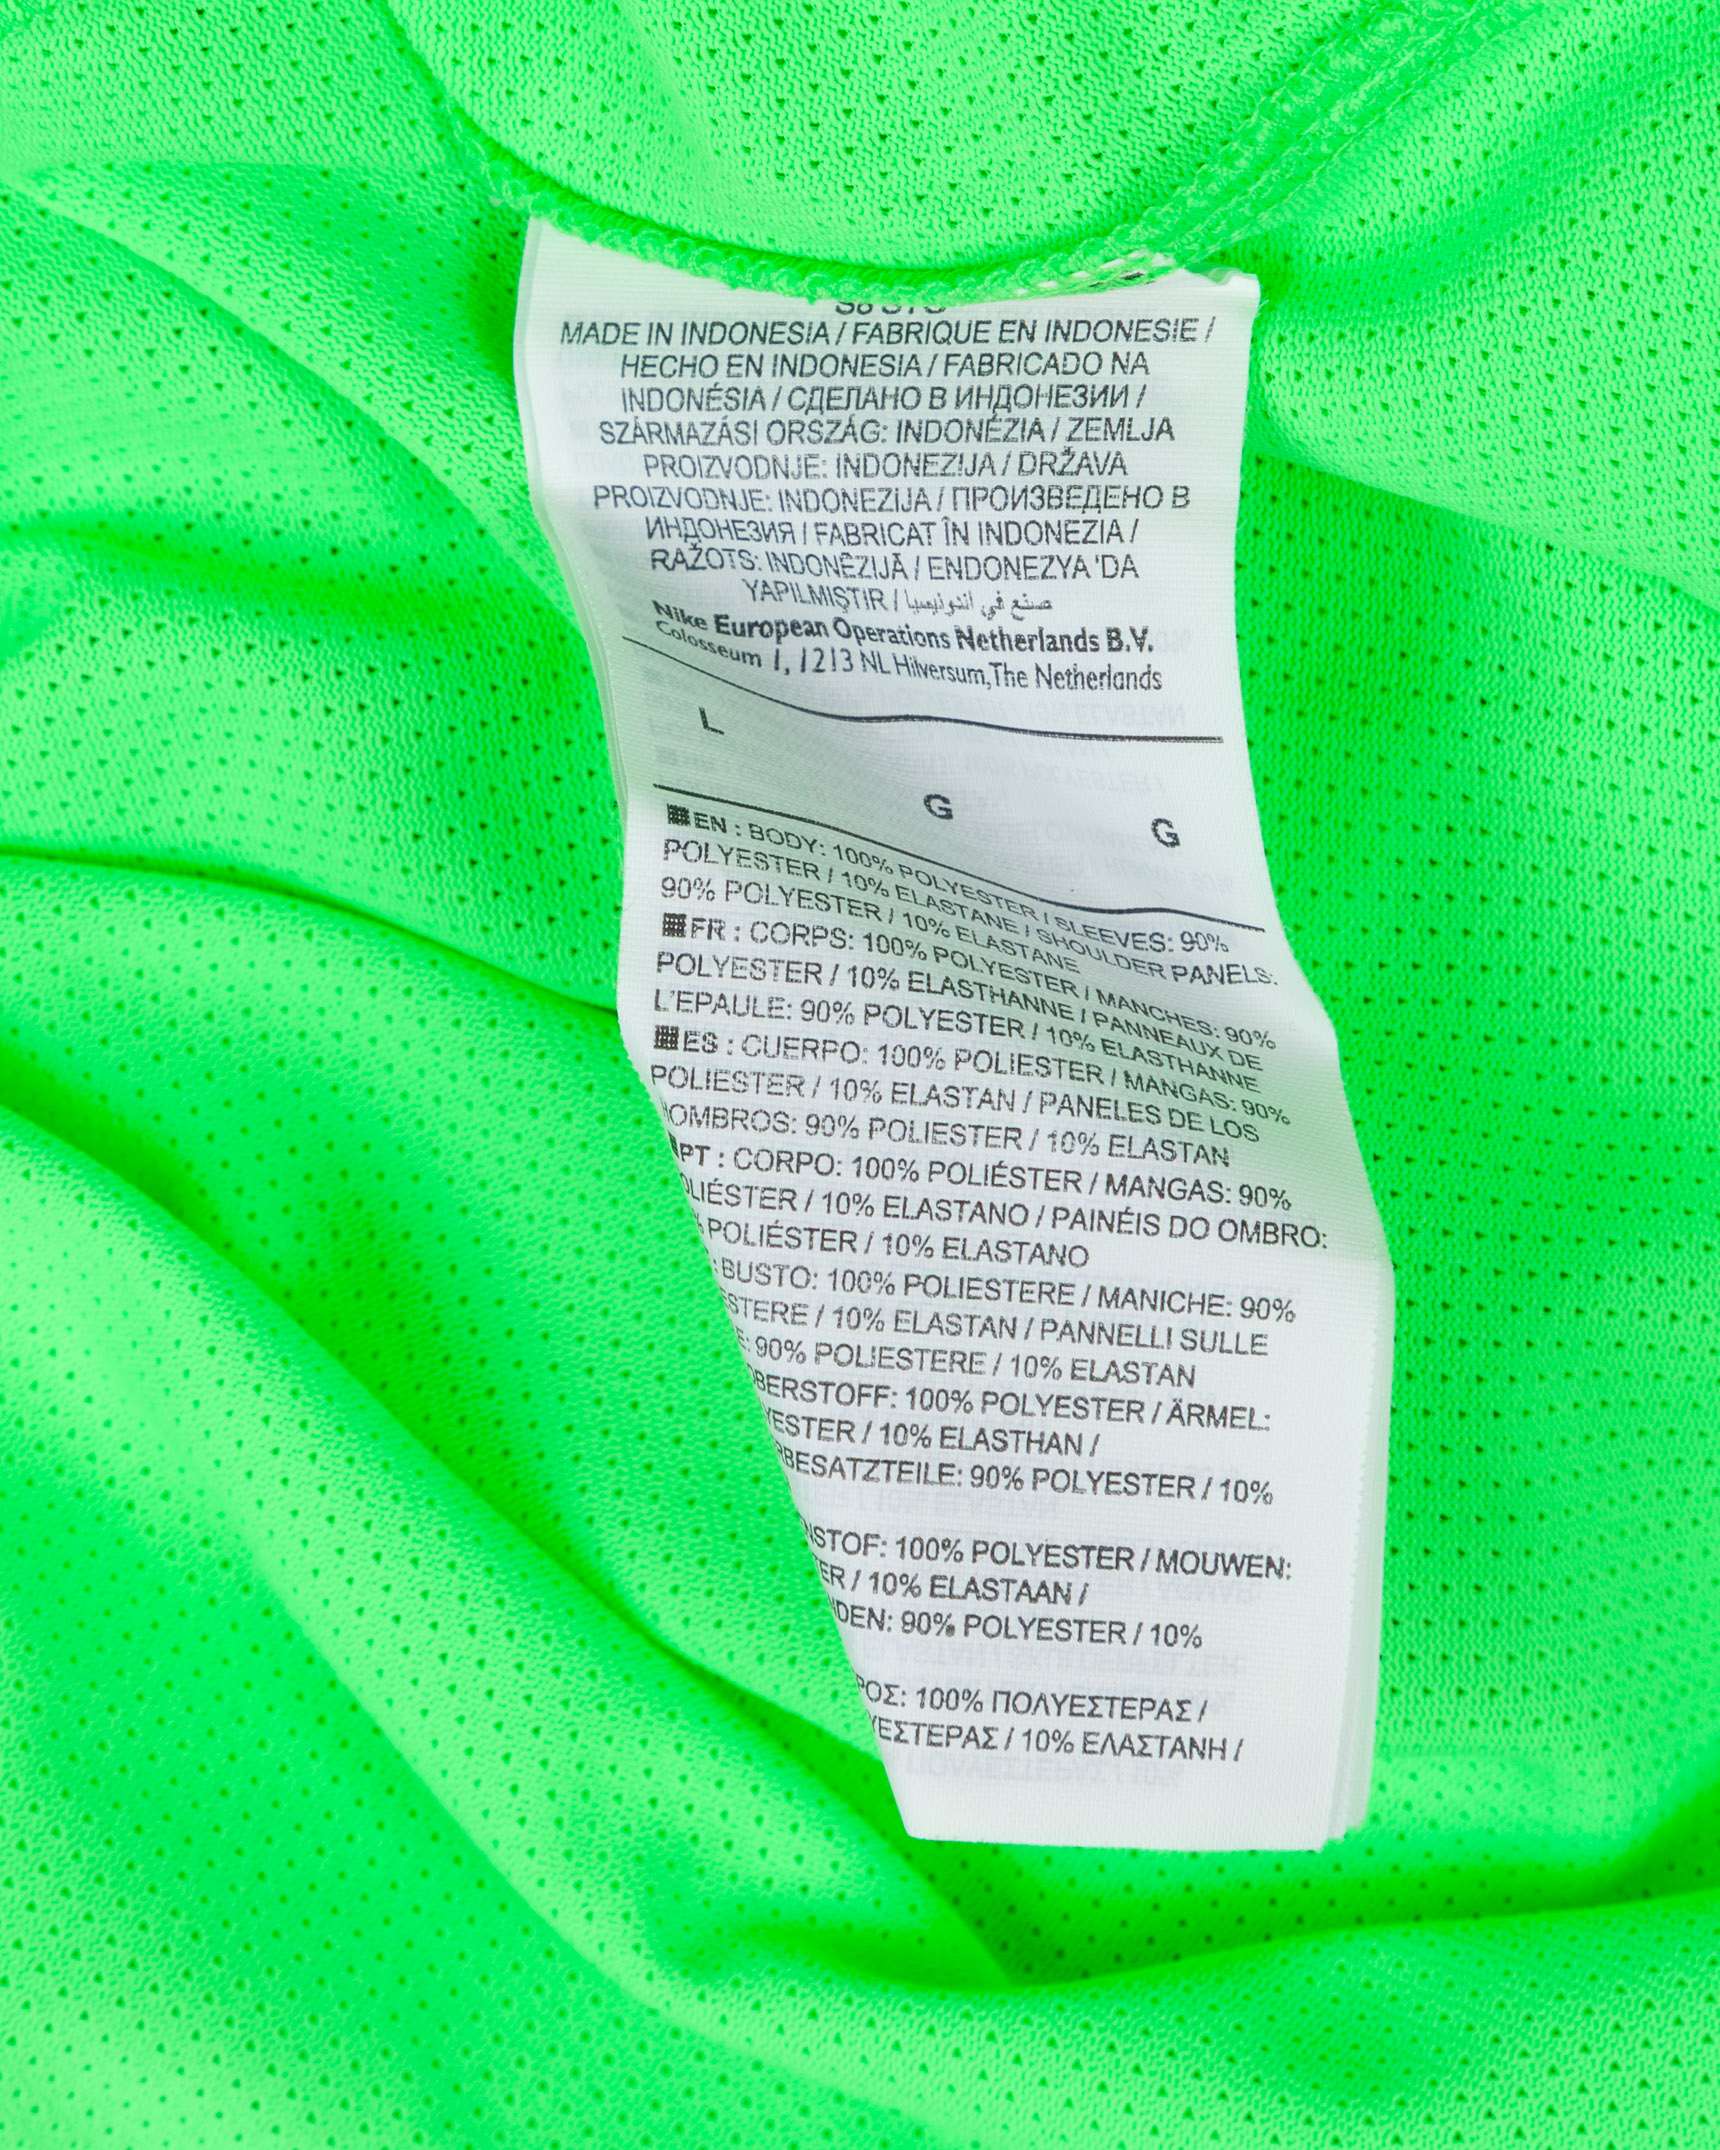 MADE IN INDONESIA / FABRIQUE EN INDONESIE /
HECHO EN INDONESIA / FABRICADO NA
INDONÉSIA / СДЕЛАНО В ИНДОНЕЗИИ /
SZÁRMAZÁSI ORSZÁG: INDONÉZIA / ZEMLJA
PROIZVODNJE: INDONEZIJA / DRŽAVA
PROIZVODNJE: INDONEZIJA / ПРОИЗВЕДЕНО В
ИНДОНЕЗИЯ / FABRICAT ÎN INDONEZIA /
RAŽOTS: INDONĒZIJĀ / ENDONEZYA 'DA
YAPILMIŞTIR / صنع في اندونيسيا
Nike European Operations Netherlands B.V.
Colosseum 1, 1213 NL Hilversum, The Netherlands
L G G
EN : BODY: 100% POLYESTER / SLEEVES: 90%
POLYESTER / 10% ELASTANE / SHOULDER PANELS:
90% POLYESTER / 10% ELASTANE
FR : CORPS: 100% POLYESTER / MANCHES: 90%
POLYESTER / 10% ELASTHANNE / PANNEAUX DE
L'EPAULE: 90% POLYESTER / 10% ELASTHANNE
ES : CUERPO: 100% POLIESTER / MANGAS: 90%
POLIESTER / 10% ELASTAN / PANELES DE LOS
HOMBROS: 90% POLIESTER / 10% ELASTAN
PT : CORPO: 100% POLIÉSTER / MANGAS: 90%
OLIÉSTER / 10% ELASTANO / PAINÉIS DO OMBRO:
% POLIÉSTER / 10% ELASTANO
: BUSTO: 100% POLIESTERE / MANICHE: 90%
STERE / 10% ELASTAN / PANNELLI SULLE
E: 90% POLIESTERE / 10% ELASTAN
OBERSTOFF: 100% POLYESTER / ÄRMEL:
YESTER / 10% ELASTHAN /
RBESATZTEILE: 90% POLYESTER / 10%
NSTOF: 100% POLYESTER / MOUWEN:
ER / 10% ELASTAAN /
NDEN: 90% POLYESTER / 10%
ΡΟΣ: 100% ΠΟΛΥΕΣΤΕΡΑΣ /
ΥΕΣΤΕΡΑΣ / 10% ΕΛΑΣΤΑΝΗ /